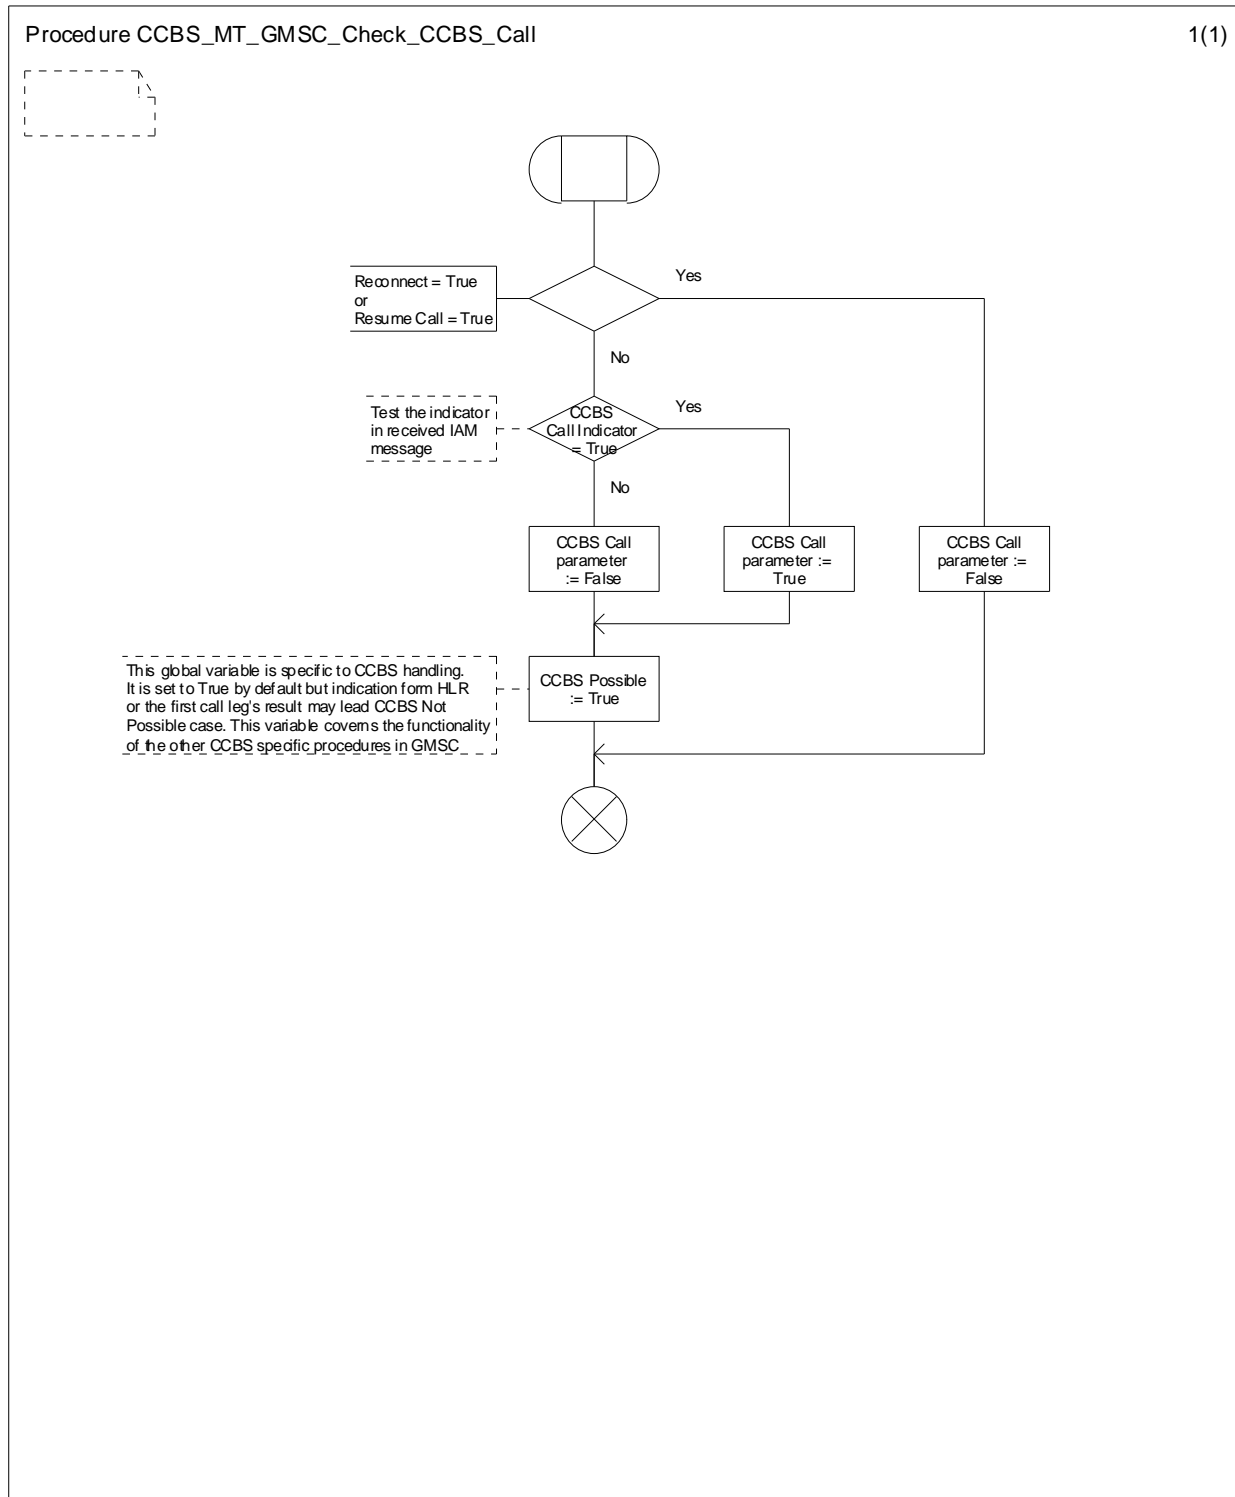 Procedure CCBS_MT_GMSC_Check_CCBS_Call
1(1)
Yes
Reconnect = True
or
Resume Call = True
No
Test the indicator
in received IAM
message
CCBS
Call Indicator
= True
Yes
No
CCBS Call
parameter
:= False
CCBS Call
parameter :=
True
CCBS Call
parameter :=
False
This global variable is specific to CCBS handling.
It is set to True by default but indication form HLR
or the first call leg's result may lead CCBS Not
Possible case. This variable coverns the functionality
of the other CCBS specific procedures in GMSC
CCBS Possible
:= True